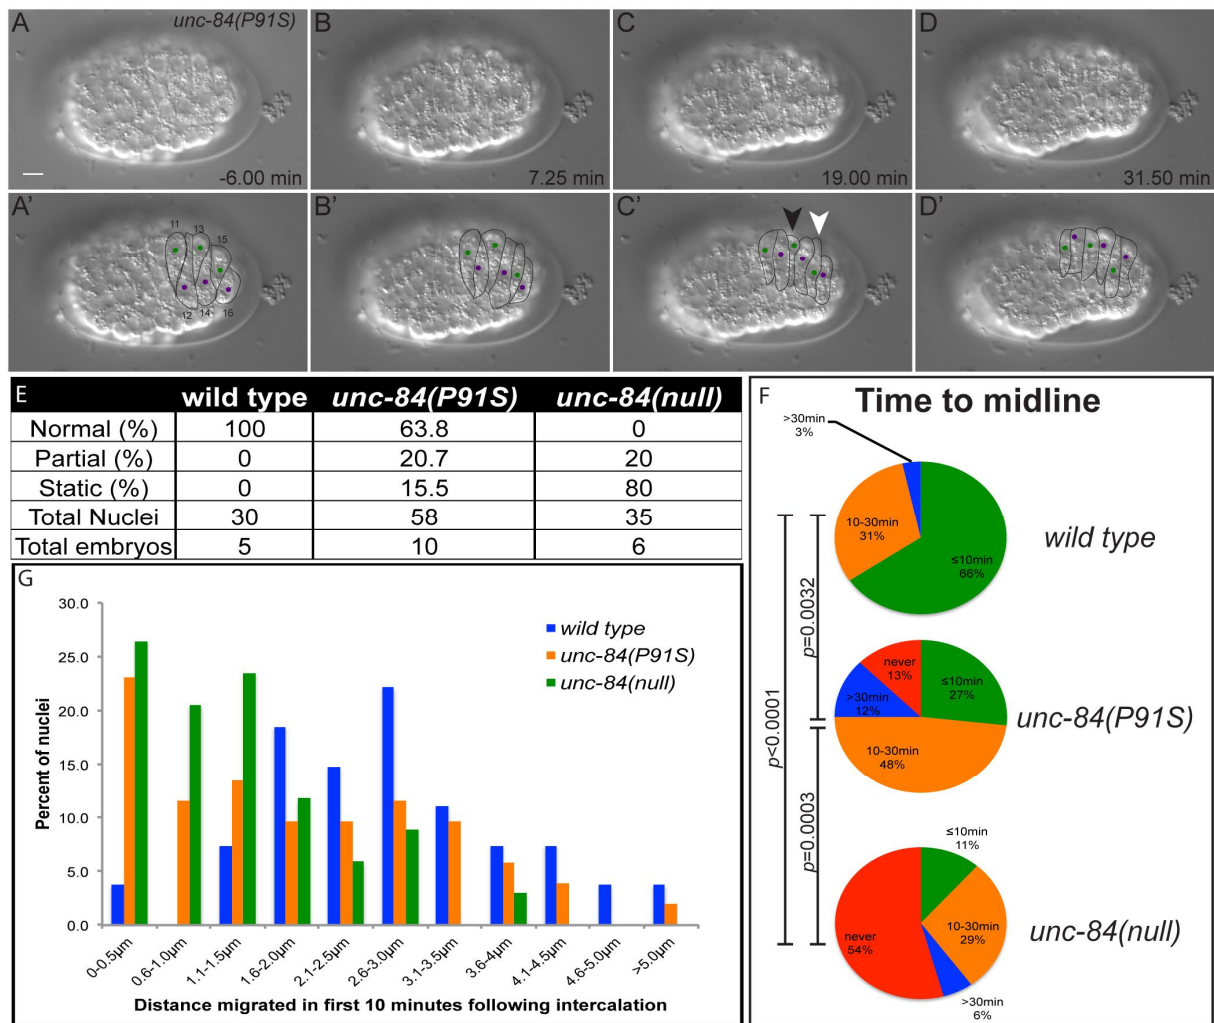 A unc-84(P91S) B C D
-6.00 min 7.25 min 19.00 min 31.50 min
A' B' C' D'
11 13 15
12 14 16
E wild type unc-84(P91S) unc-84(null)
Normal (%) 100 63.8 0
Partial (%) 0 20.7 20
Static (%) 0 15.5 80
Total Nuclei 30 58 35
Total embryos 5 10 6
F Time to midline
>30min
3%
10-30min
31%
≤10min
66%
wild type
p=0.0032
p<0.0001
never
13%
≤10min
27%
>30min
12%
10-30min
48%
unc-84(P91S)
p=0.0003
≤10min
11%
10-30min
29%
never
54%
>30min
6%
unc-84(null)
G
30.0
25.0
20.0
15.0
10.0
5.0
0.0
Percent of nuclei
wild type
unc-84(P91S)
unc-84(null)
0-0.5µm 0.6-1.0µm 1.1-1.5µm 1.6-2.0µm 2.1-2.5µm 2.6-3.0µm 3.1-3.5µm 3.6-4µm 4.1-4.5µm 4.6-5.0µm >5.0µm
Distance migrated in first 10 minutes following intercalation